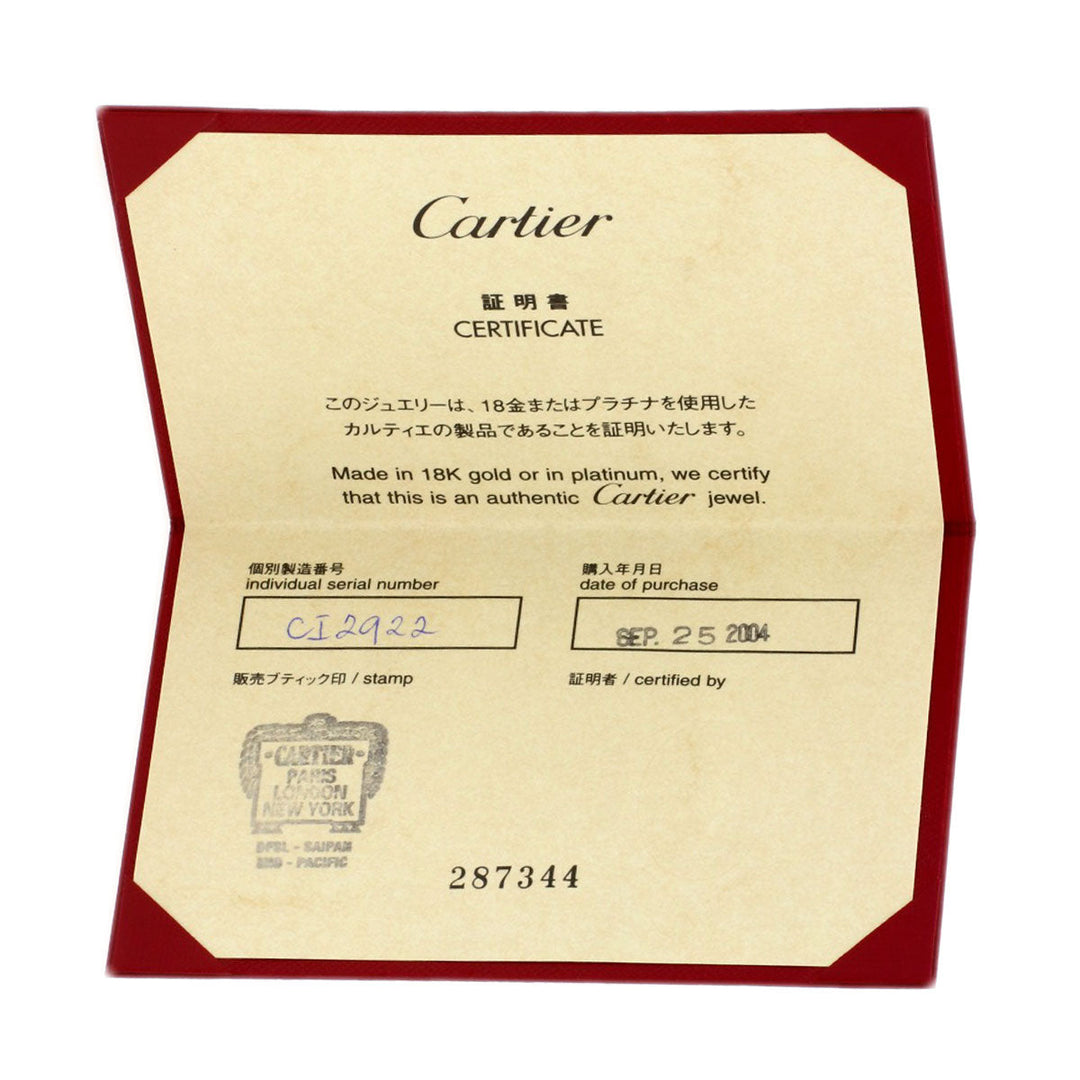 Cartier
証明書
CERTIFICATE
このジュエリーは、18金またはプラチナを使用した
カルティエの製品であることを証明いたします。
Made in 18K gold or in platinum, we certify
that this is an authentic Cartier jewel.
個別製造番号
individual serial number
CI2922
購入年月日
date of purchase
SEP. 25 2004
販売ブティック印 / stamp
証明者 / certified by
CARTIER
PARIS
LONDON
NEW YORK
DFSL - SAIPAN
- PACIFIC
287344